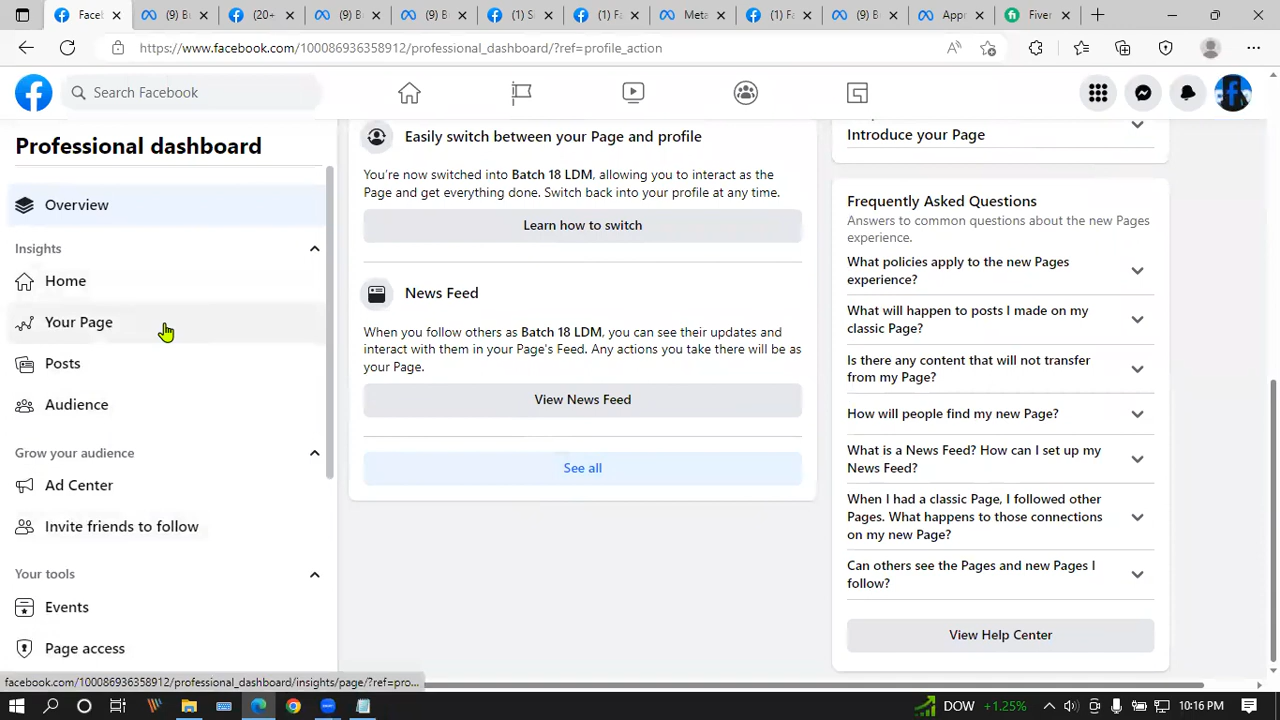 Fac
(9) B
(20+
(9) B
(9) B
(1) S
(1) Fa
Meta
(1) F
(9) B
Appr
Fiver
https://www.facebook.com/100086936358912/professional_dashboard/?ref=profile_action
Search Facebook
Professional dashboard
Overview
Insights
Home
Your Page
Posts
Audience
Grow your audience
Ad Center
Invite friends to follow
Your tools
Events
Page access
facebook.com/100086936358912/professional_dashboard/insights/page/?ref=pro...
Easily switch between your Page and profile
You're now switched into Batch 18 LDM, allowing you to interact as the
Page and get everything done. Switch back into your profile at any time.
Learn how to switch
News Feed
When you follow others as Batch 18 LDM, you can see their updates and
interact with them in your Page's Feed. Any actions you take there will be as
your Page.
View News Feed
See all
Introduce your Page
Frequently Asked Questions
Answers to common questions about the new Pages
experience.
What policies apply to the new Pages
experience?
What will happen to posts I made on my
classic Page?
Is there any content that will not transfer
from my Page?
How will people find my new Page?
What is a News Feed? How can I set up my
News Feed?
When I had a classic Page, I followed other
Pages. What happens to those connections
on my new Page?
Can others see the Pages and new Pages I
follow?
View Help Center
DOW +1.25%
10:16 PM